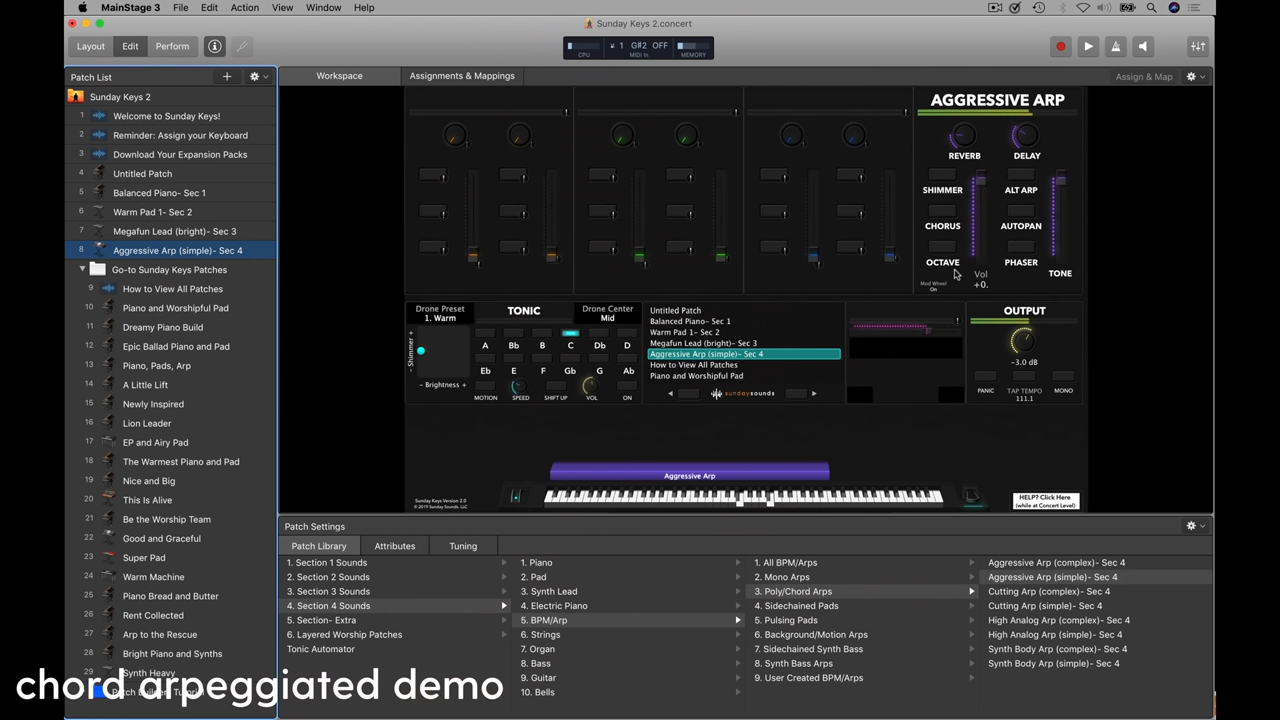 MainStage 3 File Edit Action View Window Help
Sunday Keys 2.concert
Layout Edit Perform
1 G#2 OFF
CPU MIDI In MEMORY
Patch List
Workspace Assignments & Mappings Assign & Map
Sunday Keys 2
1 Welcome to Sunday Keys!
2 Reminder: Assign your Keyboard
3 Download Your Expansion Packs
4 Untitled Patch
5 Balanced Piano- Sec 1
6 Warm Pad 1- Sec 2
7 Megafun Lead (bright)- Sec 3
8 Aggressive Arp (simple)- Sec 4
Go-to Sunday Keys Patches
9 How to View All Patches
10 Piano and Worshipful Pad
11 Dreamy Piano Build
12 Epic Ballad Piano and Pad
13 Piano, Pads, Arp
14 A Little Lift
15 Newly Inspired
16 Lion Leader
17 EP and Airy Pad
18 The Warmest Piano and Pad
19 Nice and Big
20 This Is Alive
21 Be the Worship Team
22 Good and Graceful
23 Super Pad
24 Warm Machine
25 Piano Breath and Butter
26 Rent Collected
27 Arp to the Rescue
28 Bright Piano and Synths
29 Synth Heavy
AGGRESSIVE ARP
REVERB DELAY
SHIMMER ALT ARP
CHORUS AUTOPAN
OCTAVE PHASER
TONE
Mod Wheel
On
Vol
+0.
Drone Preset
1. Warm
TONIC
Drone Center
Mid
- Shimmer +
- Brightness +
A Bb B C Db D
Eb E F Gb G Ab
MOTION SPEED SHIFT UP VOL ON
Untitled Patch
Balanced Piano- Sec 1
Warm Pad 1- Sec 2
Megafun Lead (bright)- Sec 3
Aggressive Arp (simple)- Sec 4
How to View All Patches
Piano and Worshipful Pad
sundaysounds
OUTPUT
-3.0 dB
PANIC TAP TEMPO MONO
111.1
Aggressive Arp
Sunday Keys Version 2.0
© 2019 Sunday Sounds, LLC
HELP? Click Here
(while at Concert Level)
Patch Settings
Patch Library Attributes Tuning
1. Section 1 Sounds
2. Section 2 Sounds
3. Section 3 Sounds
4. Section 4 Sounds
5. Section- Extra
6. Layered Worship Patches
Tonic Automator
1. Piano
2. Pad
3. Synth Lead
4. Electric Piano
5. BPM/Arp
6. Strings
7. Organ
8. Bass
9. Guitar
10. Bells
1. All BPM/Arps
2. Mono Arps
3. Poly/Chord Arps
4. Sidechained Pads
5. Pulsing Pads
6. Background/Motion Arps
7. Sidechained Synth Bass
8. Synth Bass Arps
9. User Created BPM/Arps
Aggressive Arp (complex)- Sec 4
Aggressive Arp (simple)- Sec 4
Cutting Arp (complex)- Sec 4
Cutting Arp (simple)- Sec 4
High Analog Arp (complex)- Sec 4
High Analog Arp (simple)- Sec 4
Synth Body Arp (complex)- Sec 4
Synth Body Arp (simple)- Sec 4
chord arpeggiated demo